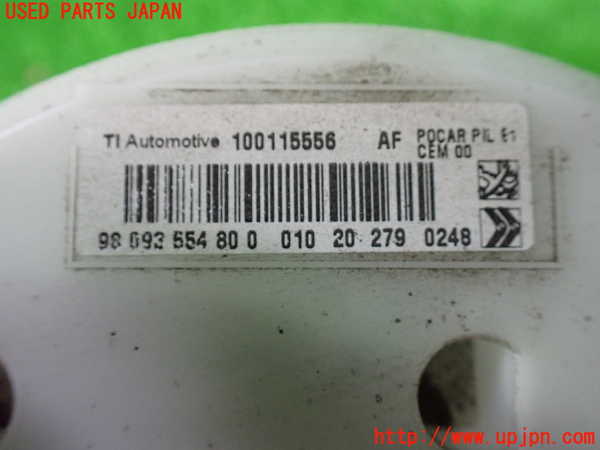 USED PARTS JAPAN
TI Automotive 100115556 AF POCAR PIL E1
CEM 00
98 093 554 80 0 010 20 279 0248
http://www.upjpn.com